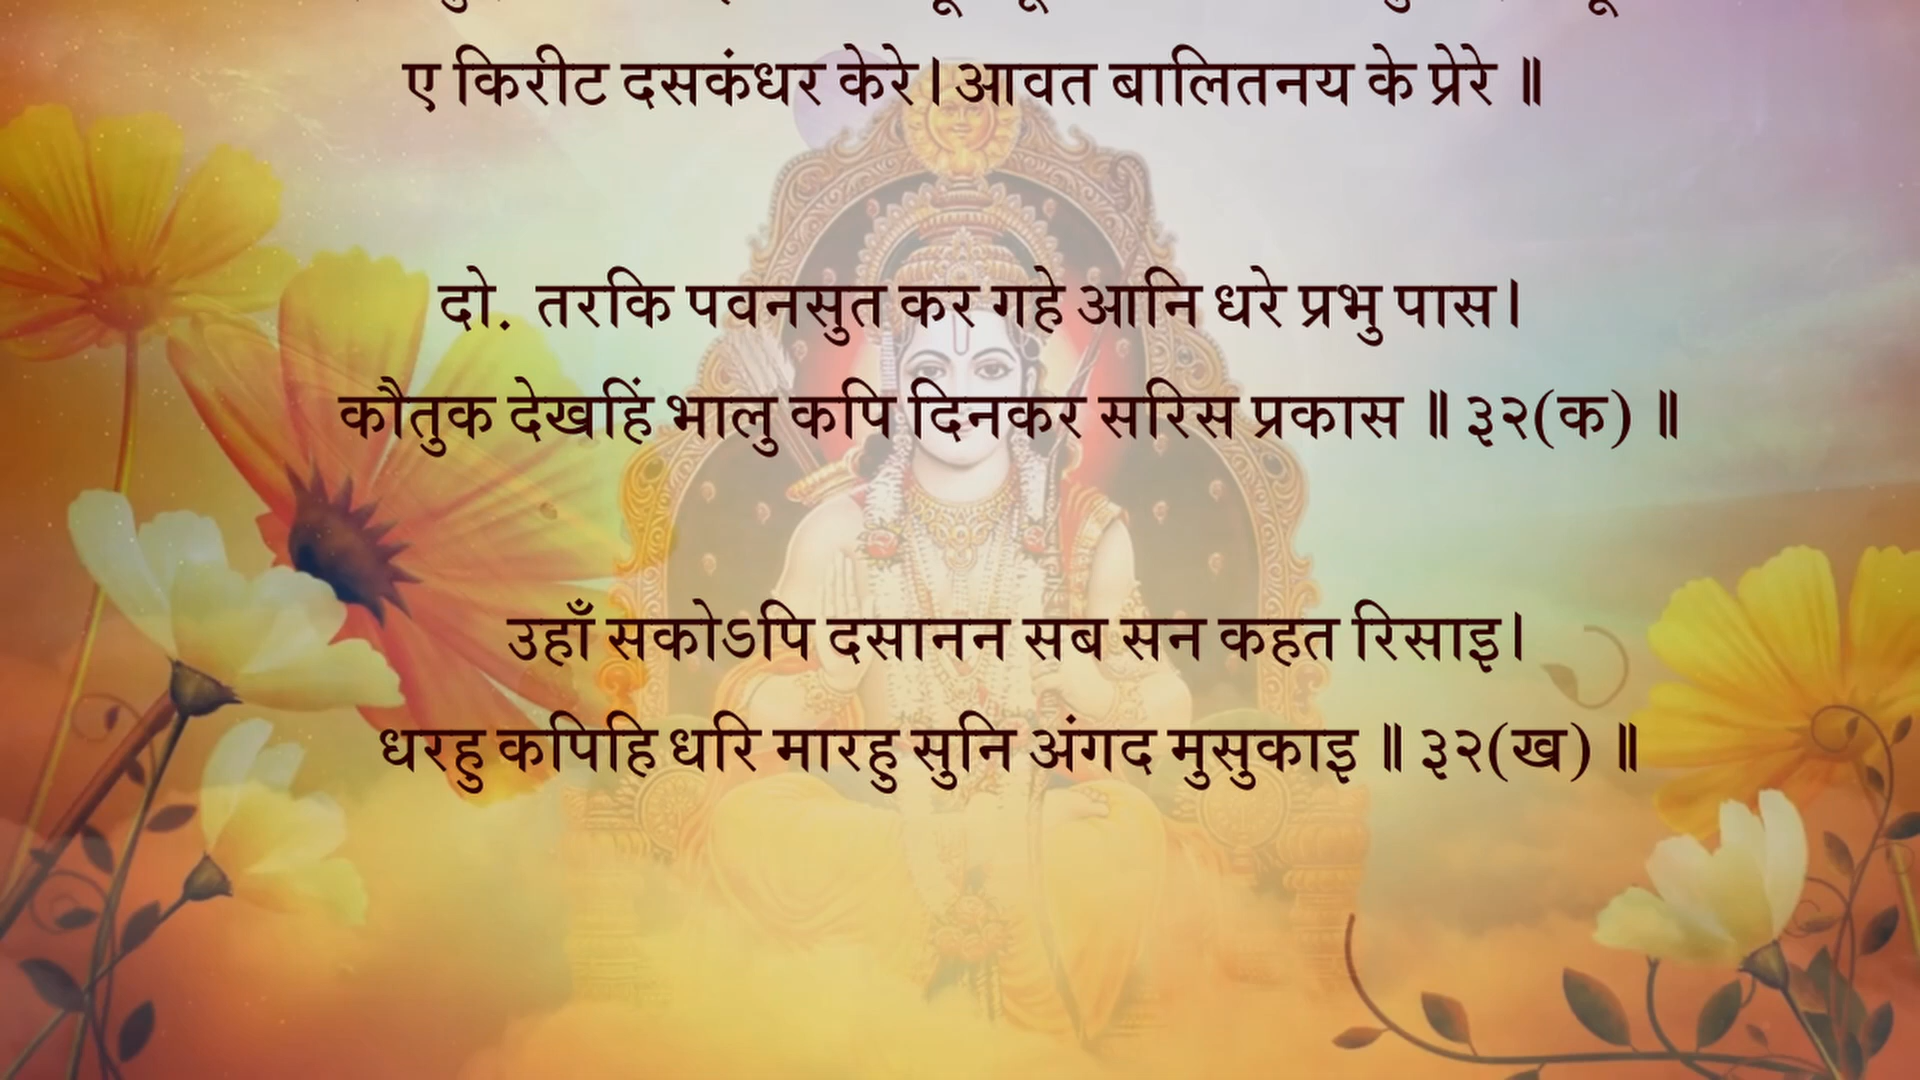 ए किरीट दसकंधर केरे। आवत बालितनय के प्रेरे ॥
दो. तरकि पवनसुत कर गहे आनि धरे प्रभु पास।
कौतुक देखहिं भालु कपि दिनकर सरिस प्रकास ॥ ३२(क) ॥
उहाँ सकोऽपि दसानन सब सन कहत रिसाइ।
धरहु कपिहि धरि मारहु सुनि अंगद मुसुकाइ ॥ ३२(ख) ॥